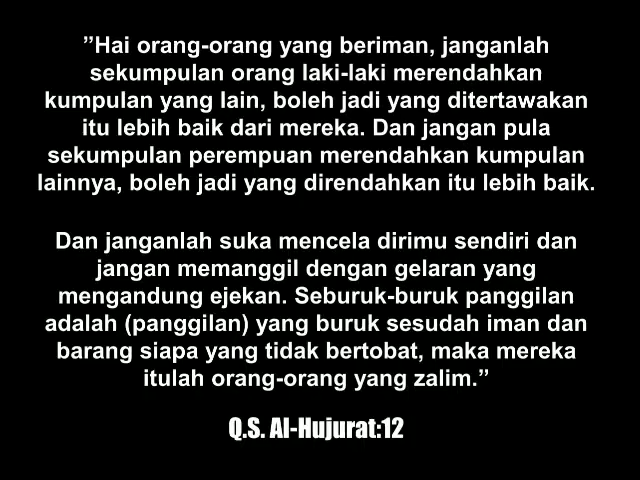 ”Hai orang-orang yang beriman, janganlah
sekumpulan orang laki-laki merendahkan
kumpulan yang lain, boleh jadi yang ditertawakan
itu lebih baik dari mereka. Dan jangan pula
sekumpulan perempuan merendahkan kumpulan
lainnya, boleh jadi yang direndahkan itu lebih baik.
Dan janganlah suka mencela dirimu sendiri dan
jangan memanggil dengan gelaran yang
mengandung ejekan. Seburuk-buruk panggilan
adalah (panggilan) yang buruk sesudah iman dan
barang siapa yang tidak bertobat, maka mereka
itulah orang-orang yang zalim.”
Q.S. Al-Hujurat:12